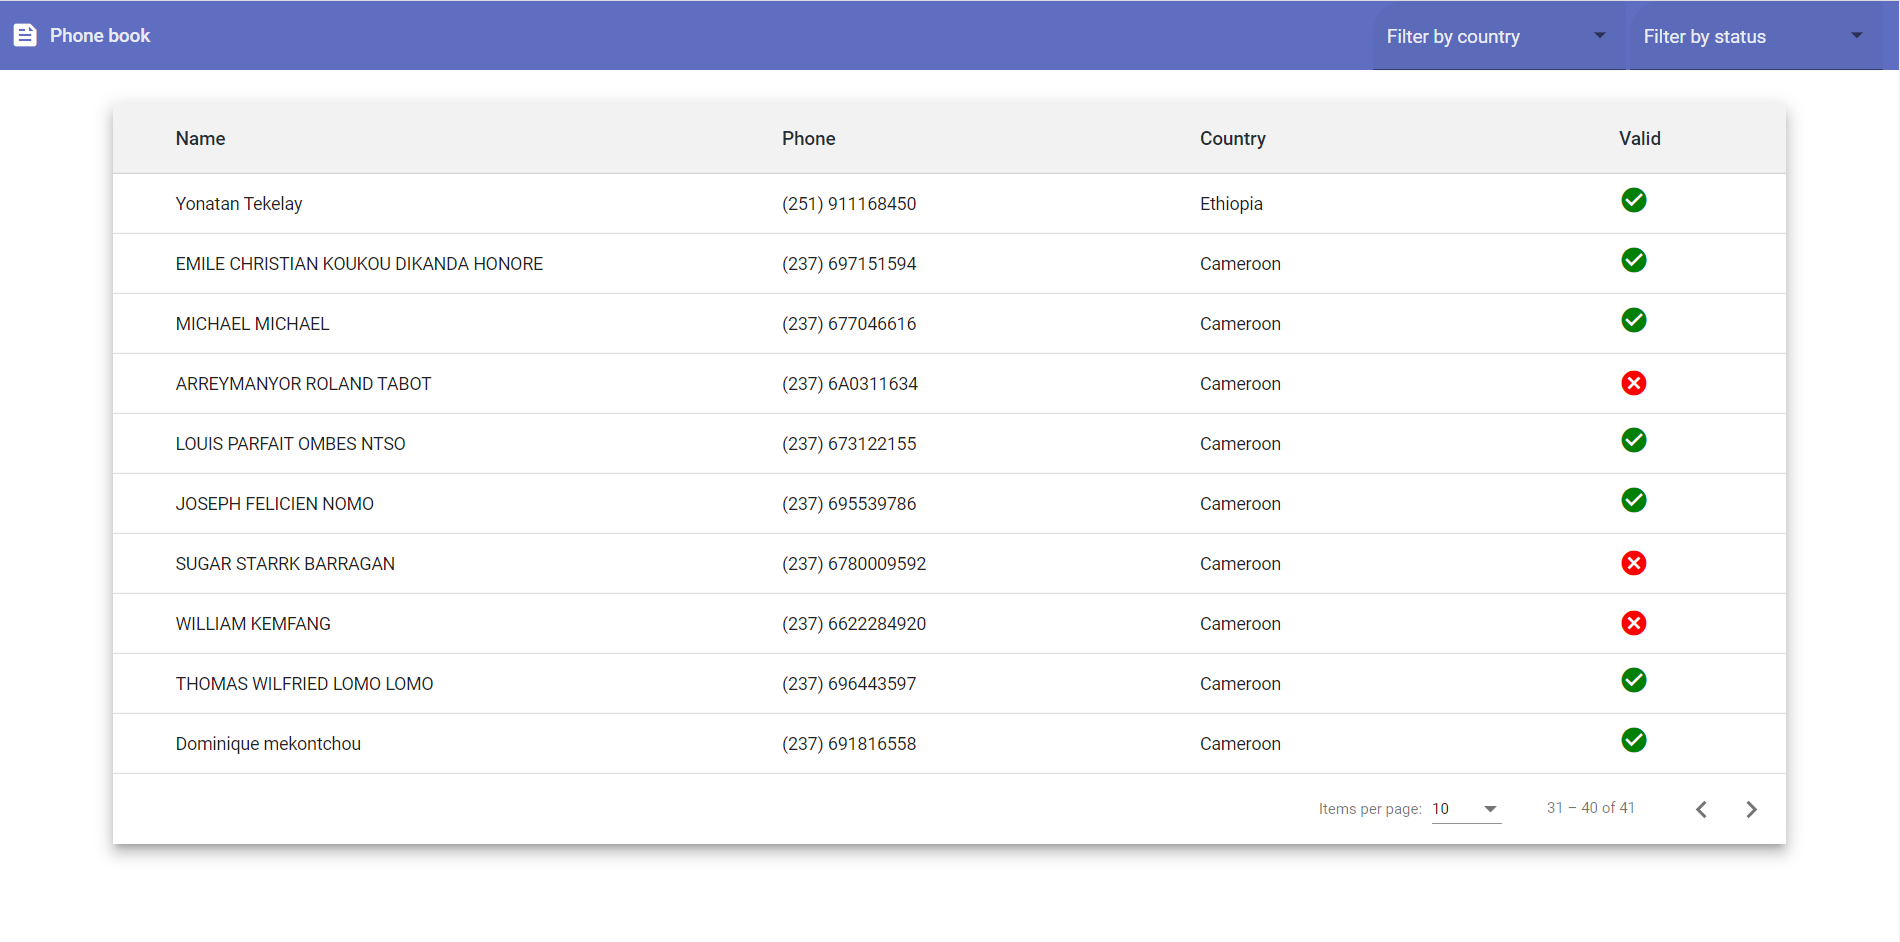 Phone book Filter by country Filter by status
Name Phone Country Valid
Yonatan Tekelay (251) 911168450 Ethiopia
EMILE CHRISTIAN KOUKOU DIKANDA HONORE (237) 697151594 Cameroon
MICHAEL MICHAEL (237) 677046616 Cameroon
ARREYMANYOR ROLAND TABOT (237) 6A0311634 Cameroon
LOUIS PARFAIT OMBES NTSO (237) 673122155 Cameroon
JOSEPH FELICIEN NOMO (237) 695539786 Cameroon
SUGAR STARRK BARRAGAN (237) 6780009592 Cameroon
WILLIAM KEMFANG (237) 6622284920 Cameroon
THOMAS WILFRIED LOMO LOMO (237) 696443597 Cameroon
Dominique mekontchou (237) 691816558 Cameroon
Items per page: 10 31 – 40 of 41